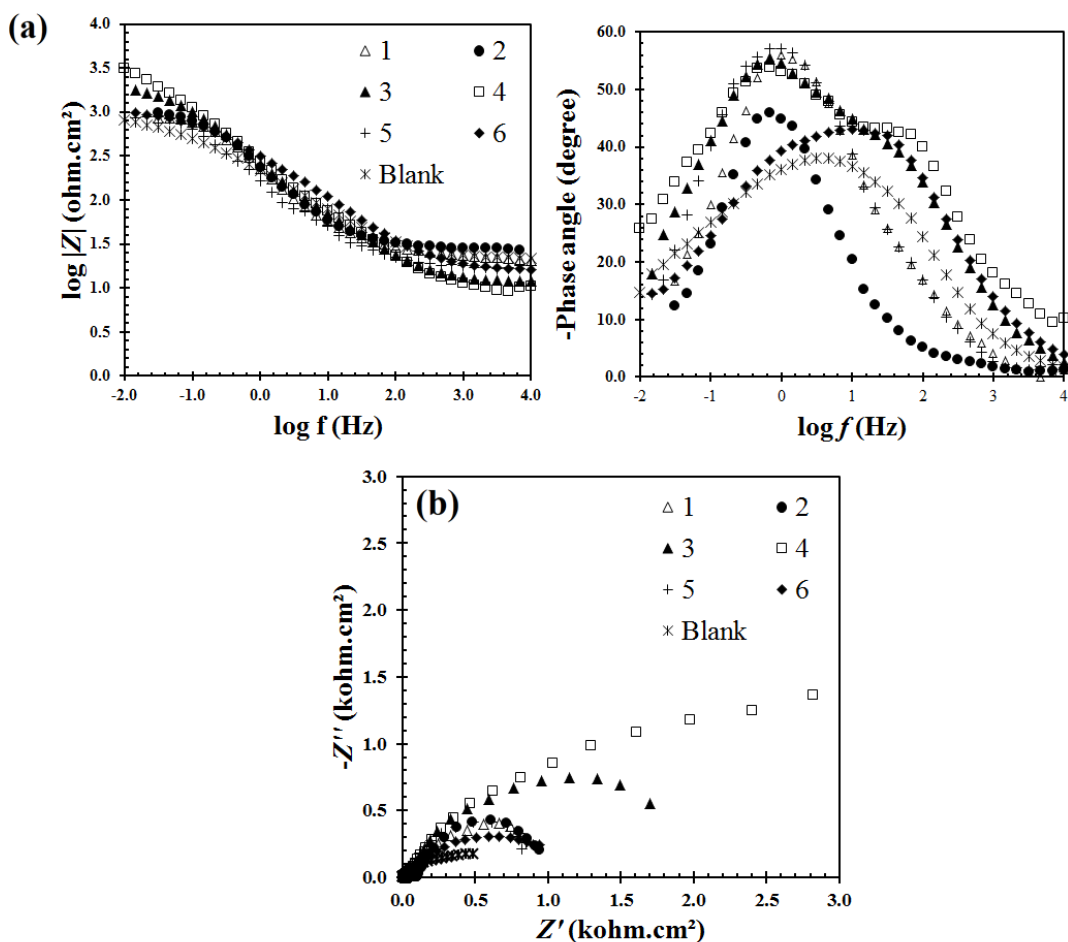 (a)
4.0
3.5
3.0
2.5
2.0
1.5
1.0
0.5
0.0
-2.0 -1.0 0.0 1.0 2.0 3.0 4.0
log |Z| (ohm.cm²)
log f (Hz)
1 2
3 4
5 6
Blank
60.0
50.0
40.0
30.0
20.0
10.0
0.0
-2 -1 0 1 2 3 4
-Phase angle (degree)
log f (Hz)
(b)
3.0
2.5
2.0
1.5
1.0
0.5
0.0
0.0 0.5 1.0 1.5 2.0 2.5 3.0
-Z'' (kohm.cm²)
Z' (kohm.cm²)
1 2
3 4
5 6
Blank